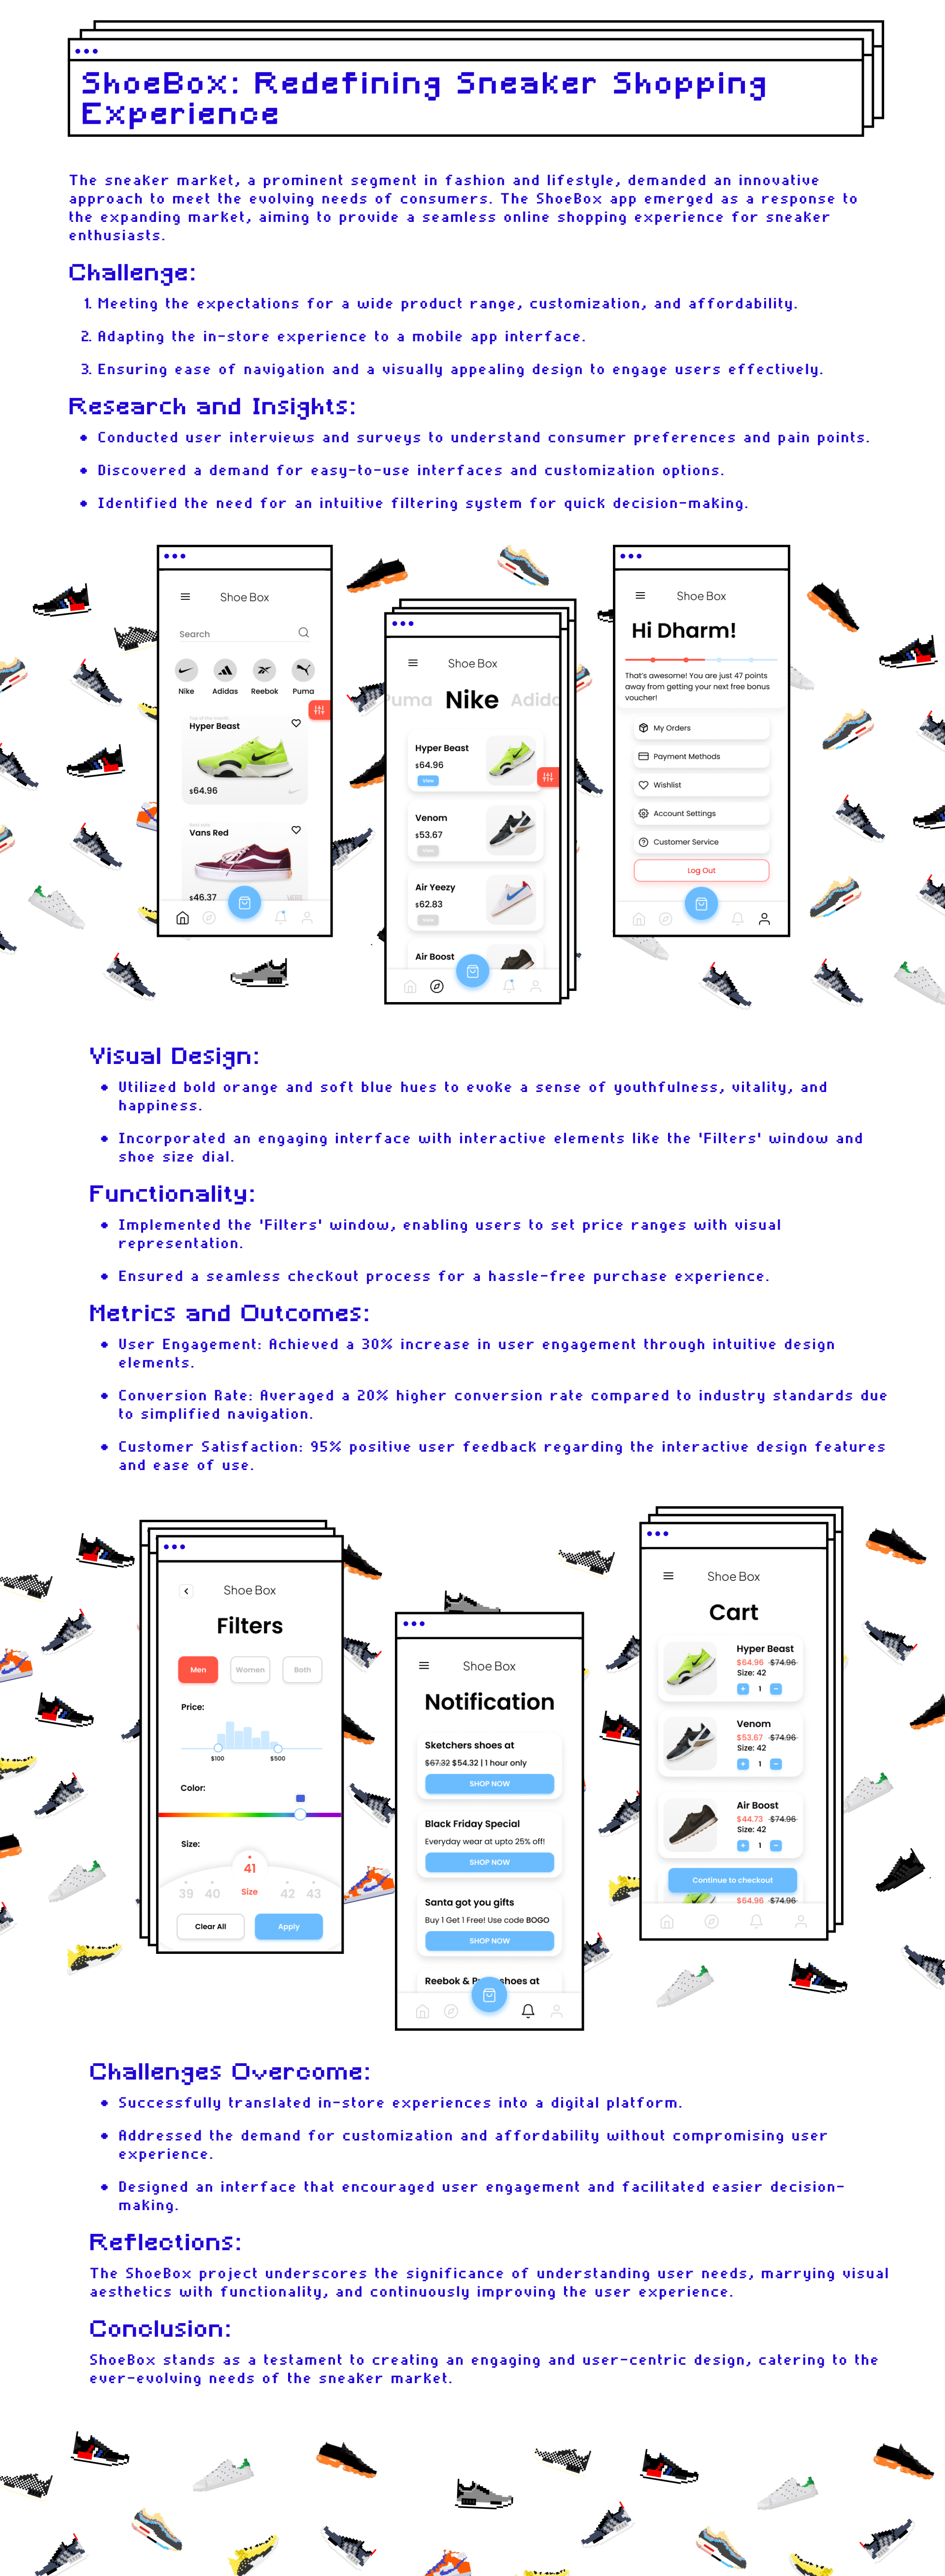 ShoeBox: Redefining Sneaker Shopping
Experience
The sneaker market, a prominent segment in fashion and lifestyle, demanded an innovative
approach to meet the evolving needs of consumers. The ShoeBox app emerged as a response to
the expanding market, aiming to provide a seamless online shopping experience for sneaker
enthusiasts.
Challenge:
1. Meeting the expectations for a wide product range, customization, and affordability.
2. Adapting the in-store experience to a mobile app interface.
3. Ensuring ease of navigation and a visually appealing design to engage users effectively.
Research and Insights:
• Conducted user interviews and surveys to understand consumer preferences and pain points.
• Discovered a demand for easy-to-use interfaces and customization options.
• Identified the need for an intuitive filtering system for quick decision-making.
Shoe Box
Search
Nike Adidas Reebok Puma
Hyper Beast
$64.96
Vans Red
$46.37
Shoe Box
Puma Nike Adida
Hyper Beast
$64.96
View
Venom
$53.67
View
Air Yeezy
$62.83
View
Air Boost
Shoe Box
Hi Dharm!
That's awesome! You are just 47 points
away from getting your next free bonus
voucher!
My Orders
Payment Methods
Wishlist
Account Settings
Customer Service
Log Out
Visual Design:
• Utilized bold orange and soft blue hues to evoke a sense of youthfulness, vitality, and
happiness.
• Incorporated an engaging interface with interactive elements like the 'Filters' window and
shoe size dial.
Functionality:
• Implemented the 'Filters' window, enabling users to set price ranges with visual
representation.
• Ensured a seamless checkout process for a hassle-free purchase experience.
Metrics and Outcomes:
• User Engagement: Achieved a 30% increase in user engagement through intuitive design
elements.
• Conversion Rate: Averaged a 20% higher conversion rate compared to industry standards due
to simplified navigation.
• Customer Satisfaction: 95% positive user feedback regarding the interactive design features
and ease of use.
Shoe Box
Filters
Men Women Both
Price:
$100 $500
Color:
Size:
41
39 40 Size 42 43
Clear All Apply
Shoe Box
Notification
Sketchers shoes at
$67.32 $54.32 | 1 hour only
SHOP NOW
Black Friday Special
Everyday wear at upto 25% off!
SHOP NOW
Santa got you gifts
Buy 1 Get 1 Free! Use code BOGO
SHOP NOW
Reebok & P shoes at
Shoe Box
Cart
Hyper Beast
$64.96 $74.96
Size: 42
+ 1 −
Venom
$53.67 $74.96
Size: 42
+ 1 −
Air Boost
$44.73 $74.96
Size: 42
+ 1 −
Continue to checkout
$64.96 $74.96
Challenges Overcome:
• Successfully translated in-store experiences into a digital platform.
• Addressed the demand for customization and affordability without compromising user
experience.
• Designed an interface that encouraged user engagement and facilitated easier decision-
making.
Reflections:
The ShoeBox project underscores the significance of understanding user needs, marrying visual
aesthetics with functionality, and continuously improving the user experience.
Conclusion:
ShoeBox stands as a testament to creating an engaging and user-centric design, catering to the
ever-evolving needs of the sneaker market.